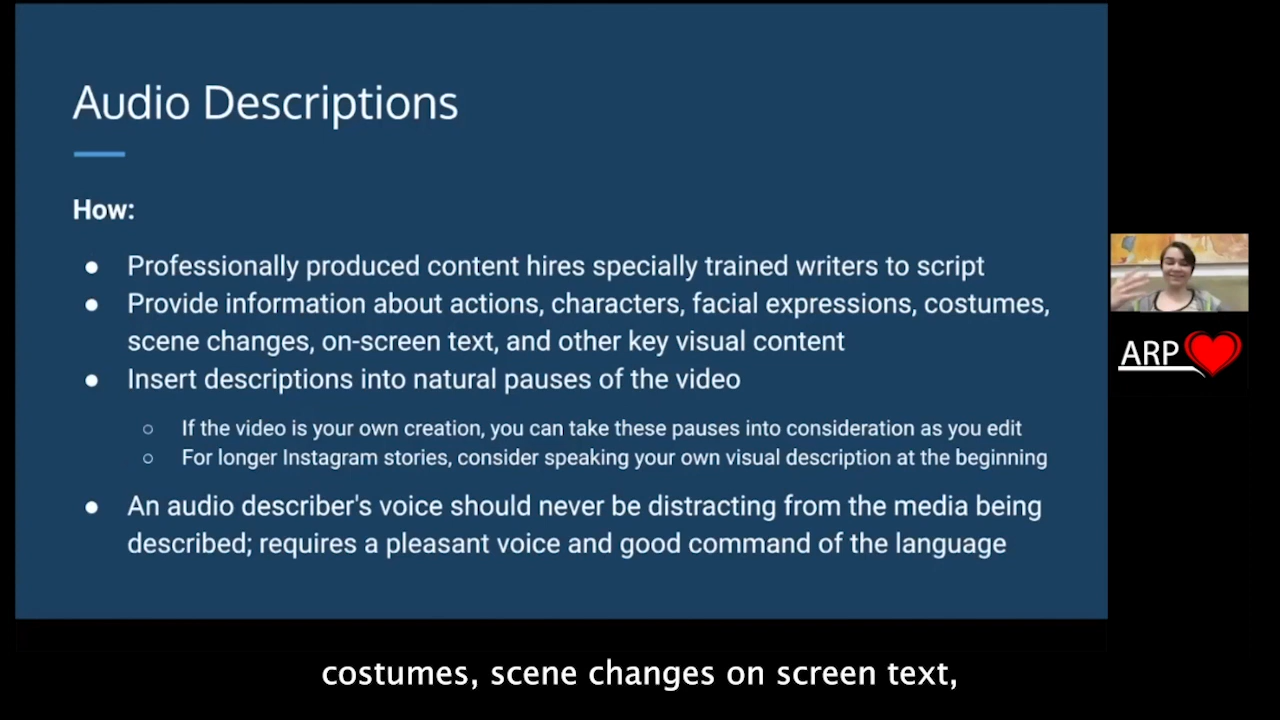 Audio Descriptions
How:
● Professionally produced content hires specially trained writers to script
● Provide information about actions, characters, facial expressions, costumes,
scene changes, on-screen text, and other key visual content
● Insert descriptions into natural pauses of the video
○ If the video is your own creation, you can take these pauses into consideration as you edit
○ For longer Instagram stories, consider speaking your own visual description at the beginning
● An audio describer's voice should never be distracting from the media being
described; requires a pleasant voice and good command of the language
ARP
costumes, scene changes on screen text,